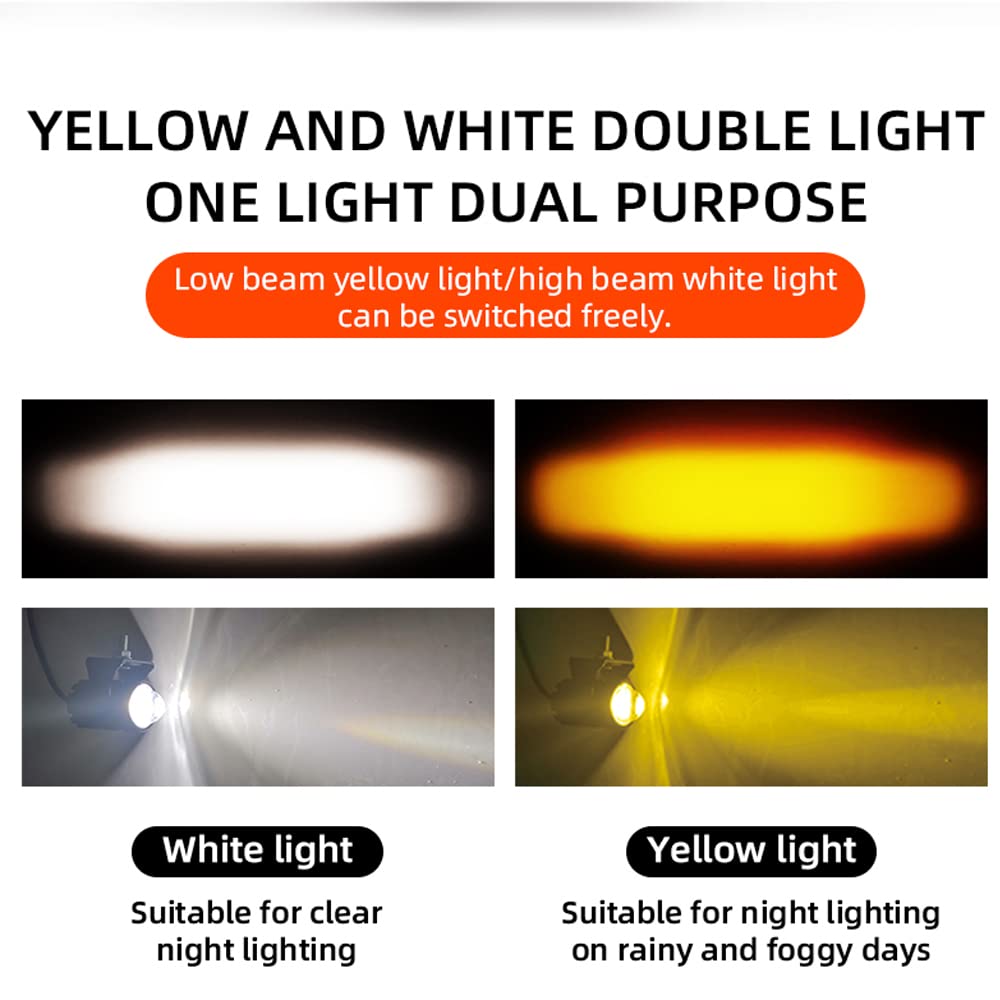 YELLOW AND WHITE DOUBLE LIGHT
ONE LIGHT DUAL PURPOSE
Low beam yellow light/high beam white light
can be switched freely.
White light
Suitable for clear
night lighting
Yellow light
Suitable for night lighting
on rainy and foggy days